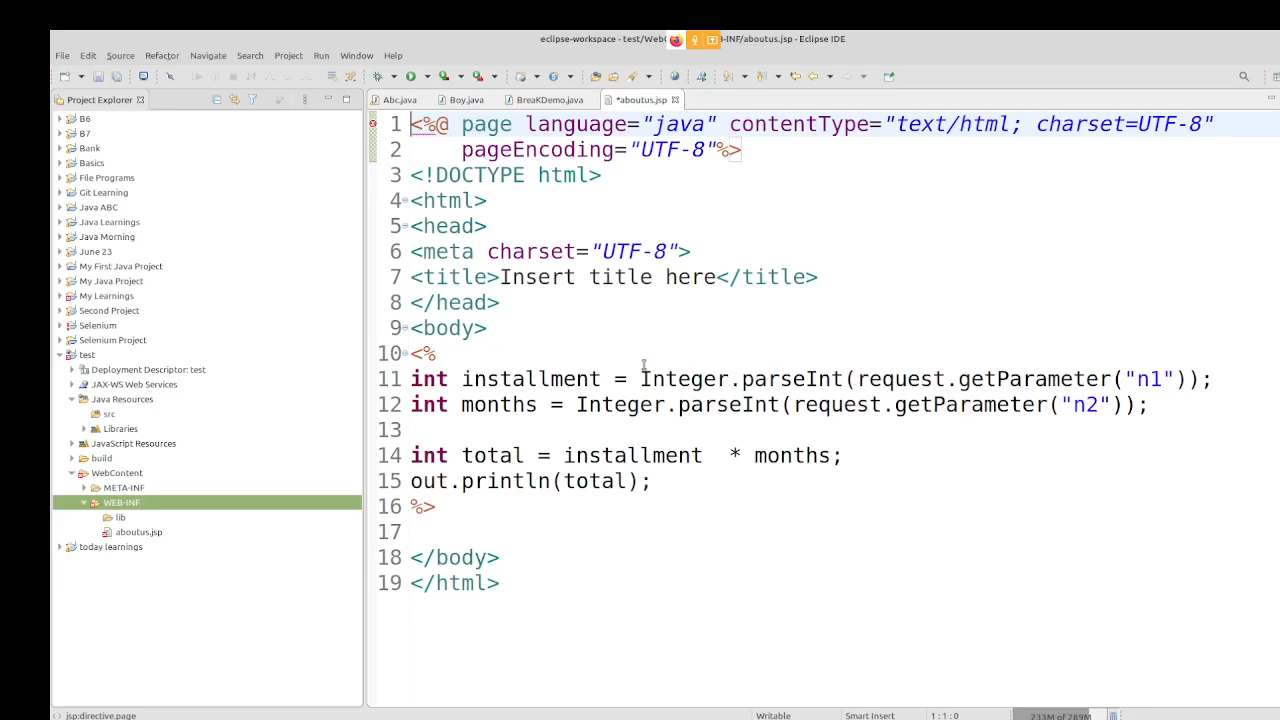 eclipse-workspace - test/WebC -INF/aboutus.jsp - Eclipse IDE
File Edit Source Refactor Navigate Search Project Run Window Help
Project Explorer
Abc.java Boy.java BreaKDemo.java *aboutus.jsp
B6
B7
Bank
Basics
File Programs
Git Learning
Java ABC
Java Learnings
Java Morning
June 23
My First Java Project
My Java Project
My Learnings
Second Project
Selenium
Selenium Project
test
Deployment Descriptor: test
JAX-WS Web Services
Java Resources
src
Libraries
JavaScript Resources
build
WebContent
META-INF
WEB-INF
lib
aboutus.jsp
today learnings
1 <%@ page language="java" contentType="text/html; charset=UTF-8"
2     pageEncoding="UTF-8"%>
3 <!DOCTYPE html>
4 <html>
5 <head>
6 <meta charset="UTF-8">
7 <title>Insert title here</title>
8 </head>
9 <body>
10 <%
11 int installment = Integer.parseInt(request.getParameter("n1"));
12 int months = Integer.parseInt(request.getParameter("n2"));
13
14 int total = installment  * months;
15 out.println(total);
16 %>
17
18 </body>
19 </html>
jsp:directive.page Writable Smart Insert 1 : 1 : 0 233M of 289M